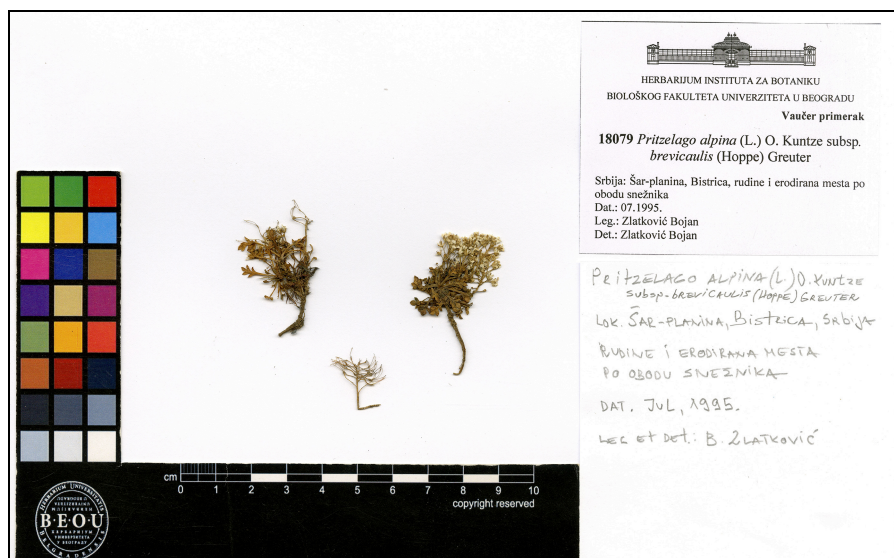 HERBARIJUM INSTITUTA ZA BOTANIKU
BIOLOŠKOG FAKULTETA UNIVERZITETA U BEOGRADU
Vaučer primerak
18079 Pritzelago alpina (L.) O. Kuntze subsp.
brevicaulis (Hoppe) Greuter
Srbija: Šar-planina, Bistrica, rudine i erodirana mesta po
obodu snežnika
Dat.: 07.1995.
Leg.: Zlatković Bojan
Det.: Zlatković Bojan
PRITZELAGO ALPINA (L.) O. KUNTZE
subsp. BREVICAULIS (HOPPE) GREUTER
LOK. ŠAR-PLANINA, BISTRICA, SRBIJA
RUDINE I ERODIRANA MESTA
PO OBODU SNEŽNIKA
DAT. JUL, 1995.
LEG ET DET.: B. ZLATKOVIĆ
cm
0 1 2 3 4 5 6 7 8 9 10
copyright reserved
HERBARIUM UNIVERSITATIS
B·E·O·U
BELGRADENSIS